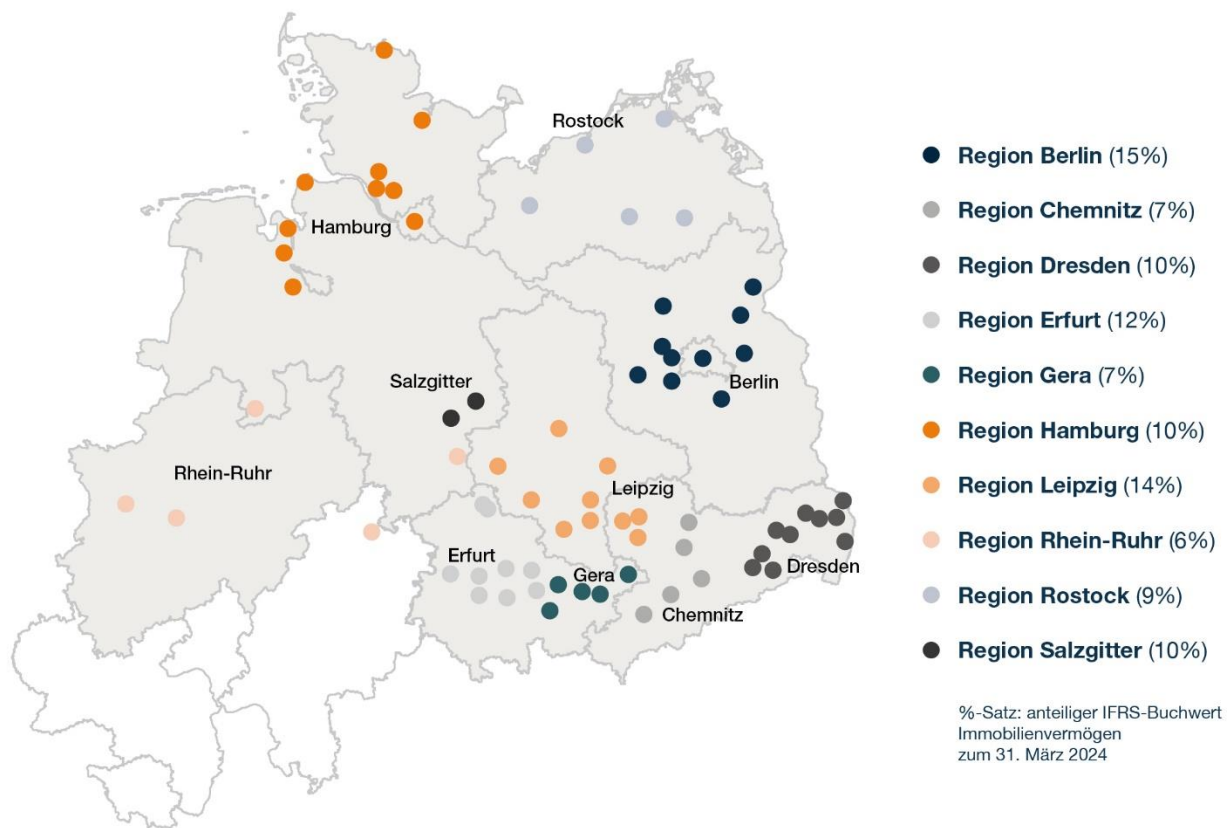 Rostock
Hamburg
Salzgitter
Berlin
Rhein-Ruhr
Leipzig
Erfurt
Gera
Dresden
Chemnitz
Region Berlin (15%)
Region Chemnitz (7%)
Region Dresden (10%)
Region Erfurt (12%)
Region Gera (7%)
Region Hamburg (10%)
Region Leipzig (14%)
Region Rhein-Ruhr (6%)
Region Rostock (9%)
Region Salzgitter (10%)
%-Satz: anteiliger IFRS-Buchwert
Immobilienvermögen
zum 31. März 2024